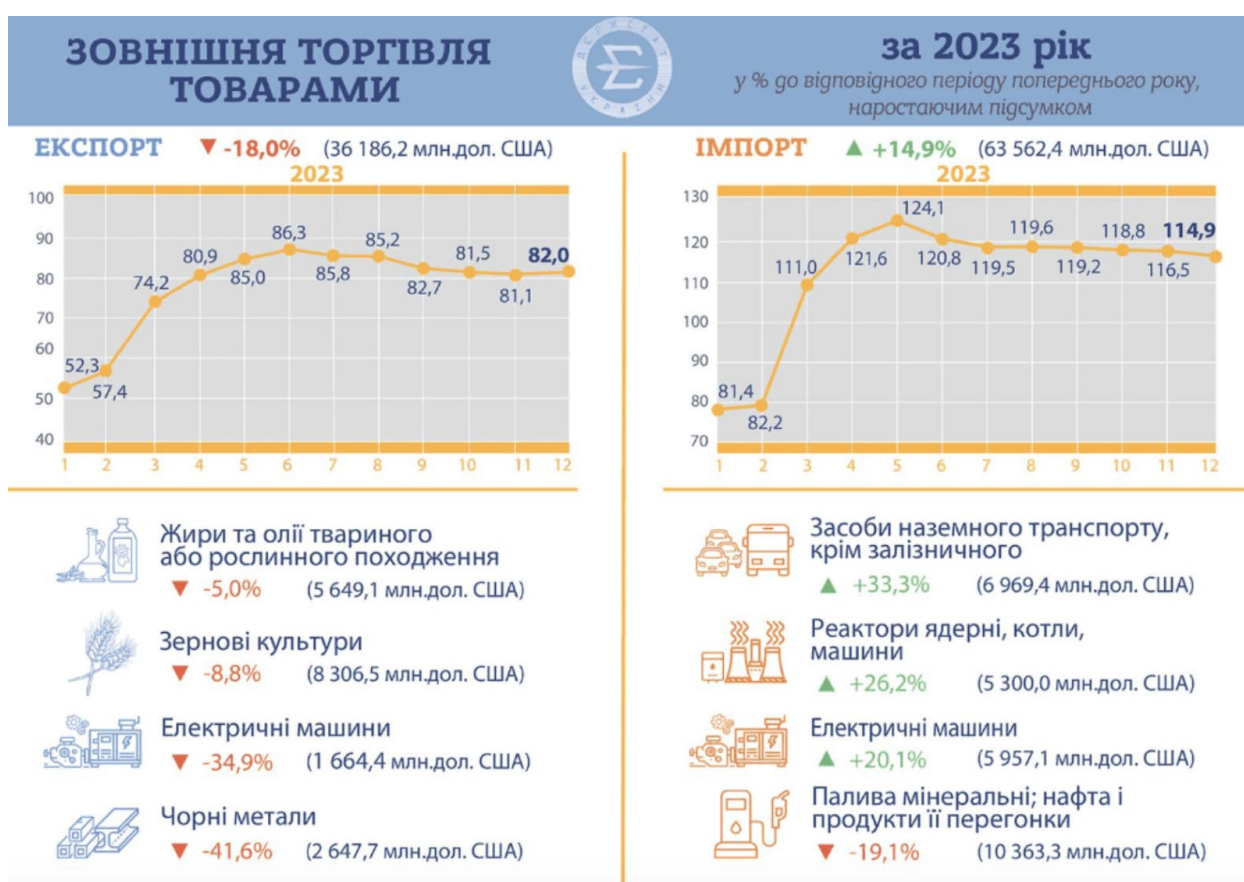 ЗОВНІШНЯ ТОРГІВЛЯ
ТОВАРАМИ
ДЕРЖСТАТ УКРАЇНИ
за 2023 рік
у % до відповідного періоду попереднього року,
наростаючим підсумком
ЕКСПОРТ ▼ -18,0% (36 186,2 млн.дол. США)
2023
100
90
80
70
60
50
40
52,3
57,4
74,2
80,9
85,0
86,3
85,8
85,2
82,7
81,5
81,1
82,0
1 2 3 4 5 6 7 8 9 10 11 12
Жири та олії твариного
або рослинного походження
▼ -5,0% (5 649,1 млн.дол. США)
Зернові культури
▼ -8,8% (8 306,5 млн.дол. США)
Електричні машини
▼ -34,9% (1 664,4 млн.дол. США)
Чорні метали
▼ -41,6% (2 647,7 млн.дол. США)
ІМПОРТ ▲ +14,9% (63 562,4 млн.дол. США)
2023
130
120
110
100
90
80
70
81,4
82,2
111,0
121,6
124,1
120,8
119,5
119,6
119,2
118,8
116,5
114,9
1 2 3 4 5 6 7 8 9 10 11 12
Засоби наземного транспорту,
крім залізничного
▲ +33,3% (6 969,4 млн.дол. США)
Реактори ядерні, котли,
машини
▲ +26,2% (5 300,0 млн.дол. США)
Електричні машини
▲ +20,1% (5 957,1 млн.дол. США)
Палива мінеральні; нафта і
продукти її перегонки
▼ -19,1% (10 363,3 млн.дол. США)